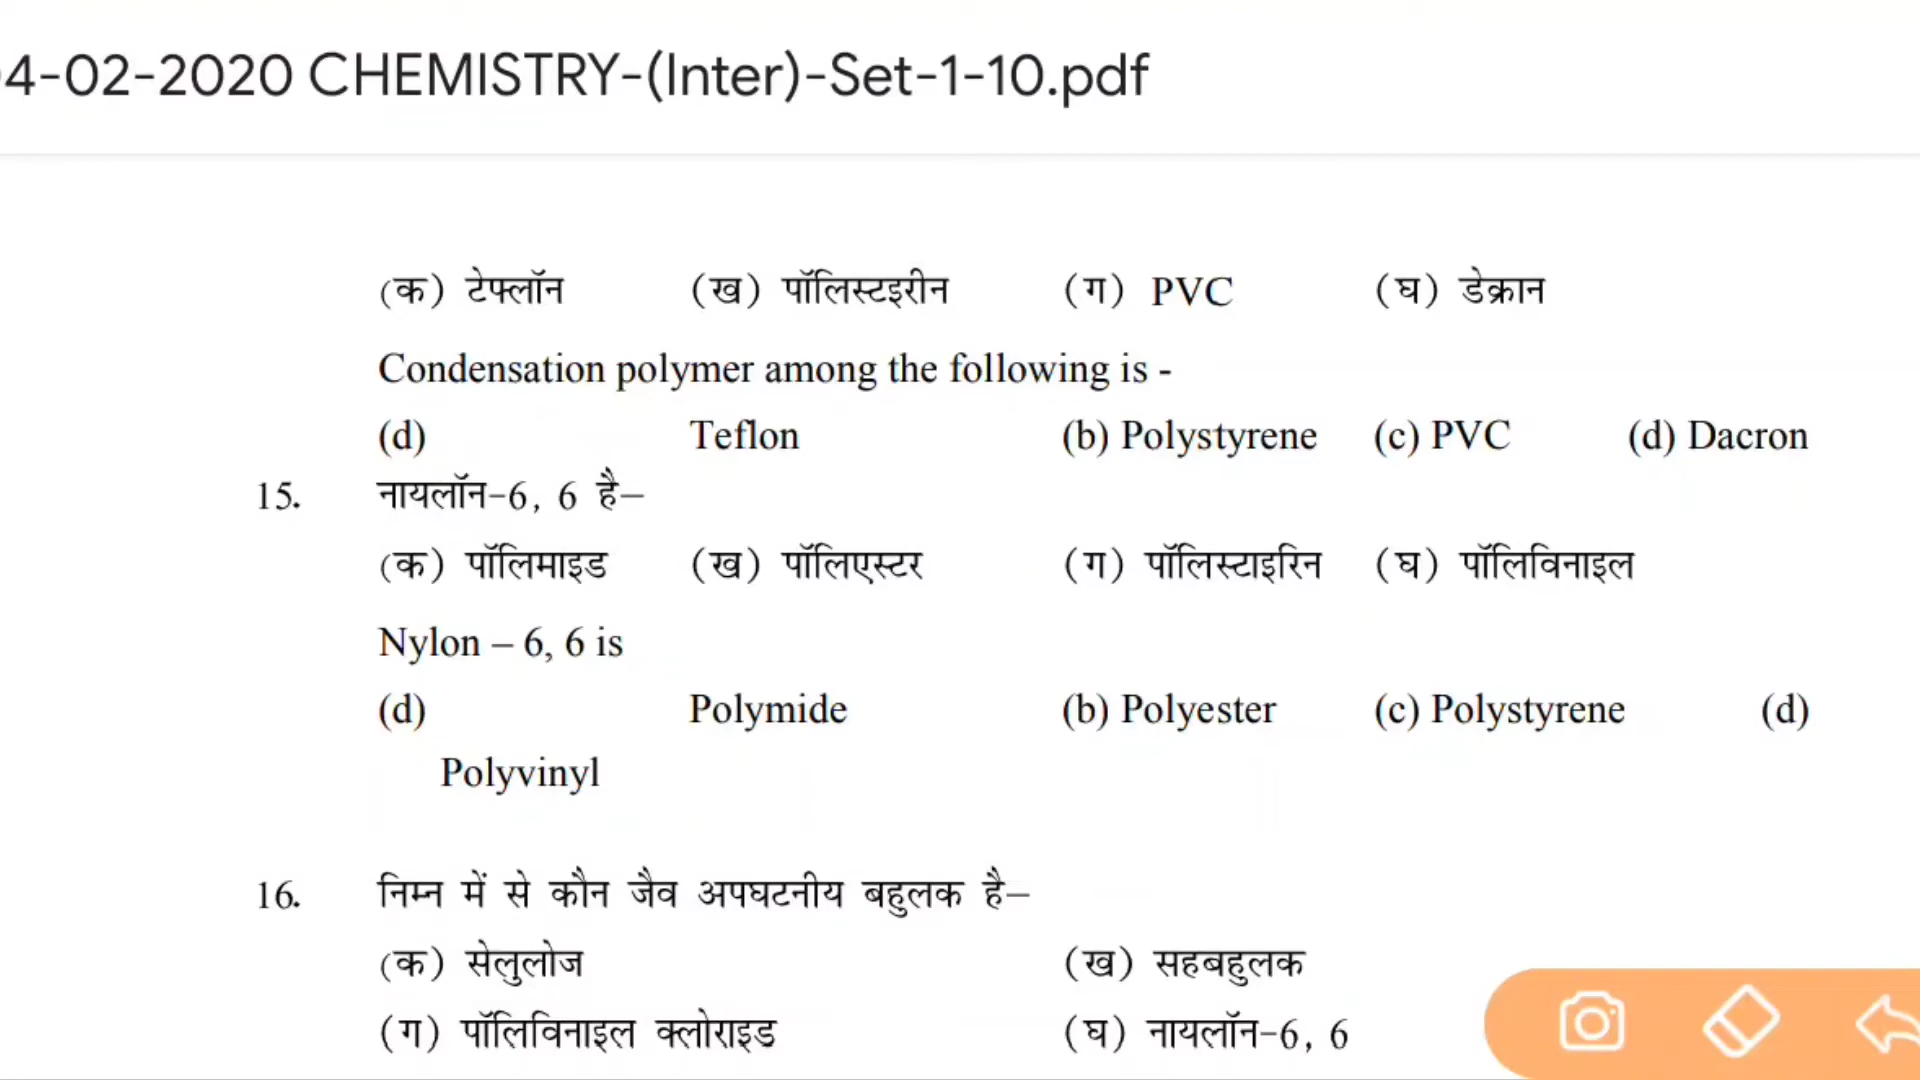 4-02-2020 CHEMISTRY-(Inter)-Set-1-10.pdf
(क) टेफ्लॉन (ख) पॉलिस्टइरीन (ग) PVC (घ) डेक्रान
Condensation polymer among the following is -
(d) Teflon (b) Polystyrene (c) PVC (d) Dacron
15. नायलॉन-6, 6 है–
(क) पॉलिमाइड (ख) पॉलिएस्टर (ग) पॉलिस्टाइरिन (घ) पॉलिविनाइल
Nylon – 6, 6 is
(d) Polymide (b) Polyester (c) Polystyrene (d)
Polyvinyl
16. निम्न में से कौन जैव अपघटनीय बहुलक है–
(क) सेलुलोज (ख) सहबहुलक
(ग) पॉलिविनाइल क्लोराइड (घ) नायलॉन-6, 6